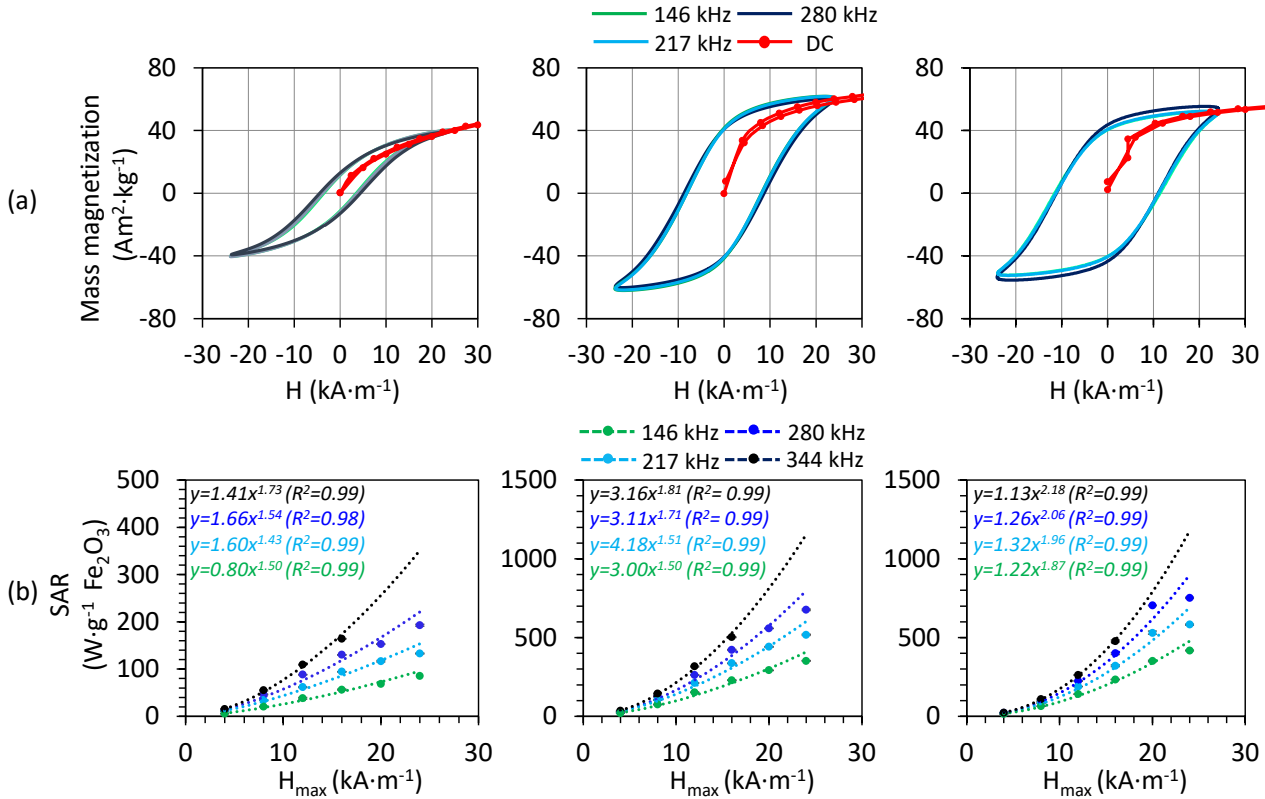 146 kHz 280 kHz
217 kHz DC
(a)
Mass magnetization
(Am²·kg⁻¹)
80
40
0
-40
-80
-30 -20 -10 0 10 20 30
H (kA·m⁻¹)
80
40
0
-40
-80
-30 -20 -10 0 10 20 30
H (kA·m⁻¹)
80
40
0
-40
-80
-30 -20 -10 0 10 20 30
H (kA·m⁻¹)
146 kHz 280 kHz
217 kHz 344 kHz
(b)
SAR
(W·g⁻¹ Fe₂O₃)
500
400
300
200
100
0
y=1.41x^1.73 (R²=0.99)
y=1.66x^1.54 (R²=0.98)
y=1.60x^1.43 (R²=0.99)
y=0.80x^1.50 (R²=0.99)
0 10 20 30
H_max (kA·m⁻¹)
1500
1000
500
0
y=3.16x^1.81 (R²= 0.99)
y=3.11x^1.71 (R²= 0.99)
y=4.18x^1.51 (R²= 0.99)
y=3.00x^1.50 (R²= 0.99)
0 10 20 30
H_max (kA·m⁻¹)
1500
1000
500
0
y=1.13x^2.18 (R²=0.99)
y=1.26x^2.06 (R²=0.99)
y=1.32x^1.96 (R²=0.99)
y=1.22x^1.87 (R²=0.99)
0 10 20 30
H_max (kA·m⁻¹)